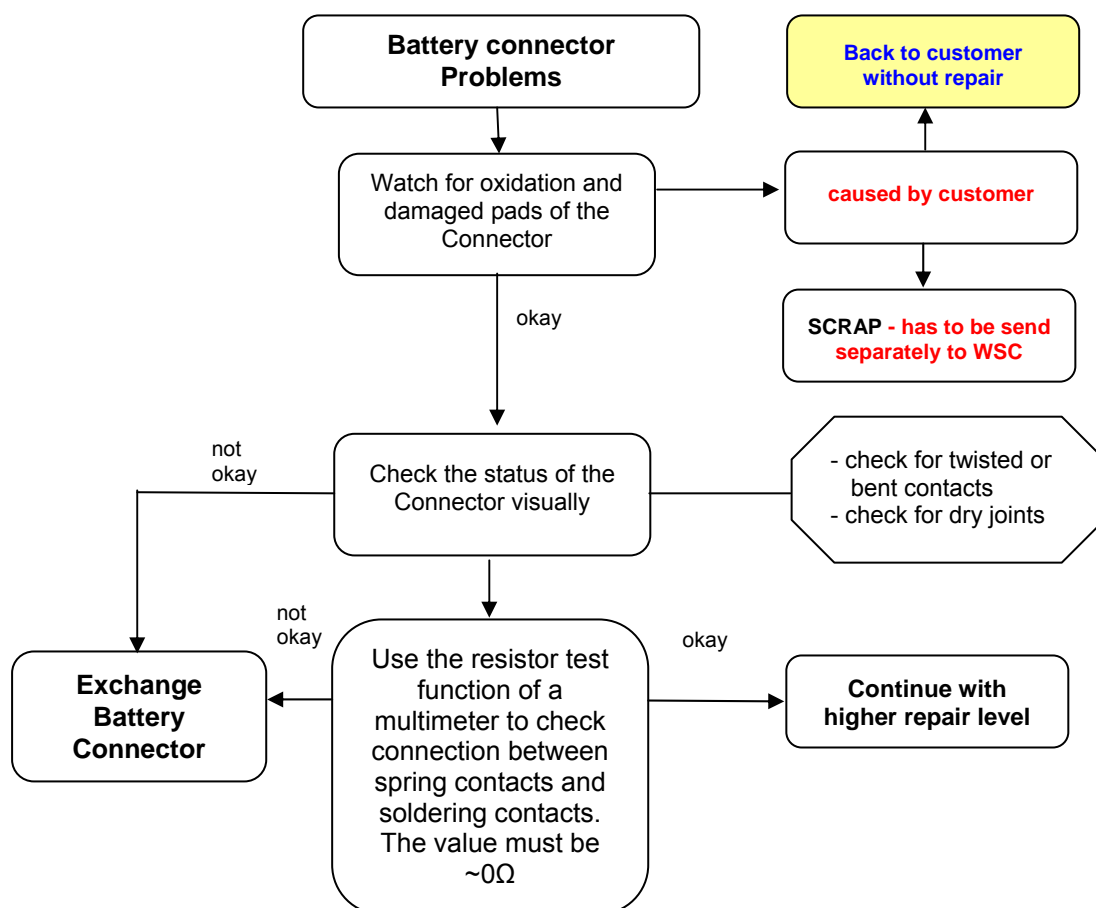 Battery connector
Problems
Back to customer
without repair
Watch for oxidation and
damaged pads of the
Connector
caused by customer
okay
SCRAP - has to be send
separately to WSC
not
okay
Check the status of the
Connector visually
- check for twisted or
bent contacts
- check for dry joints
not
okay
okay
Exchange
Battery
Connector
Use the resistor test
function of a
multimeter to check
connection between
spring contacts and
soldering contacts.
The value must be
~0Ω
Continue with
higher repair level